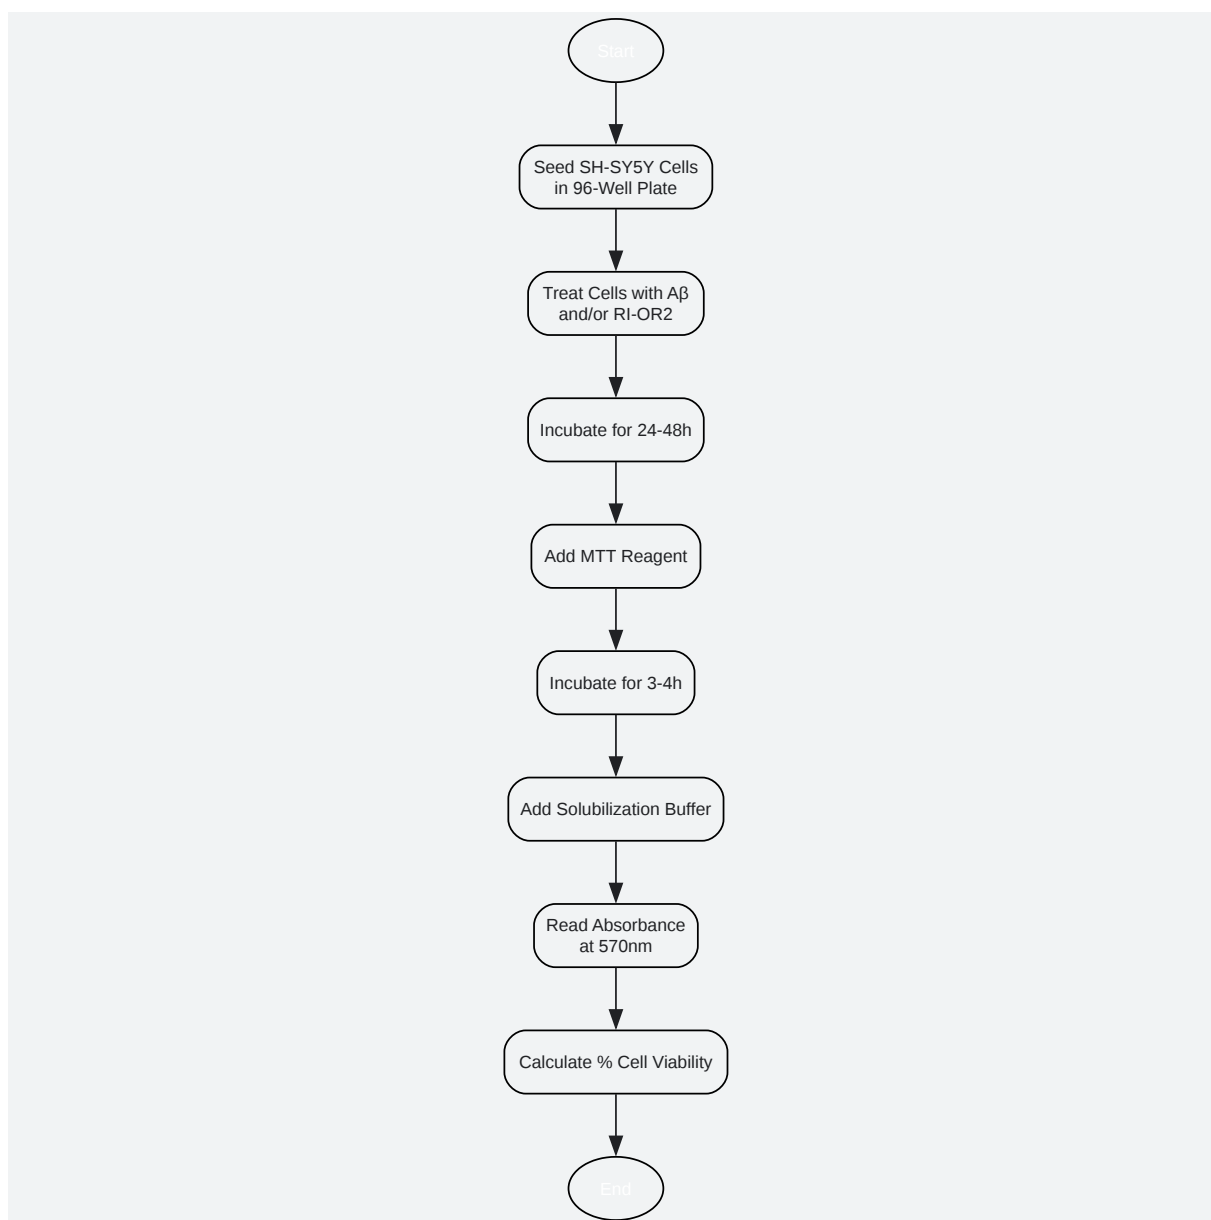 Start
Seed SH-SY5Y Cells
in 96-Well Plate
Treat Cells with Aβ
and/or RI-OR2
Incubate for 24-48h
Add MTT Reagent
Incubate for 3-4h
Add Solubilization Buffer
Read Absorbance
at 570nm
Calculate % Cell Viability
End